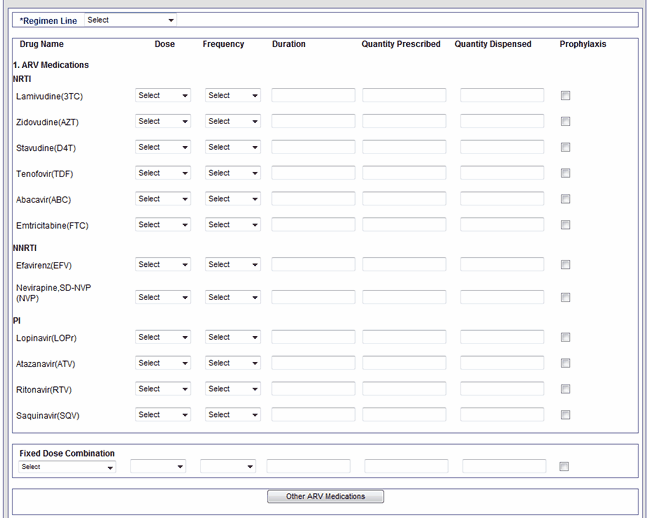 *Regimen Line Select
Drug Name Dose Frequency Duration Quantity Prescribed Quantity Dispensed Prophylaxis
1. ARV Medications
NRTI
Lamivudine(3TC) Select Select
Zidovudine(AZT) Select Select
Stavudine(D4T) Select Select
Tenofovir(TDF) Select Select
Abacavir(ABC) Select Select
Emtricitabine(FTC) Select Select
NNRTI
Efavirenz(EFV) Select Select
Nevirapine,SD-NVP
(NVP) Select Select
PI
Lopinavir(LOPr) Select Select
Atazanavir(ATV) Select Select
Ritonavir(RTV) Select Select
Saquinavir(SQV) Select Select
Fixed Dose Combination
Select
Other ARV Medications